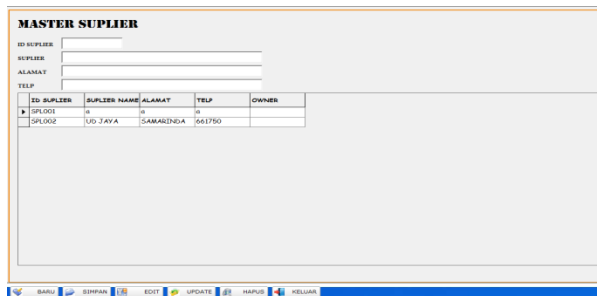 MASTER SUPLIER
ID SUPLIER
SUPLIER
ALAMAT
TELP
ID SUPLIER SUPLIER NAME ALAMAT TELP OWNER
SPL001 a a a
SPL002 UD JAYA SAMARINDA 661750
BARU SIMPAN EDIT UPDATE HAPUS KELUAR